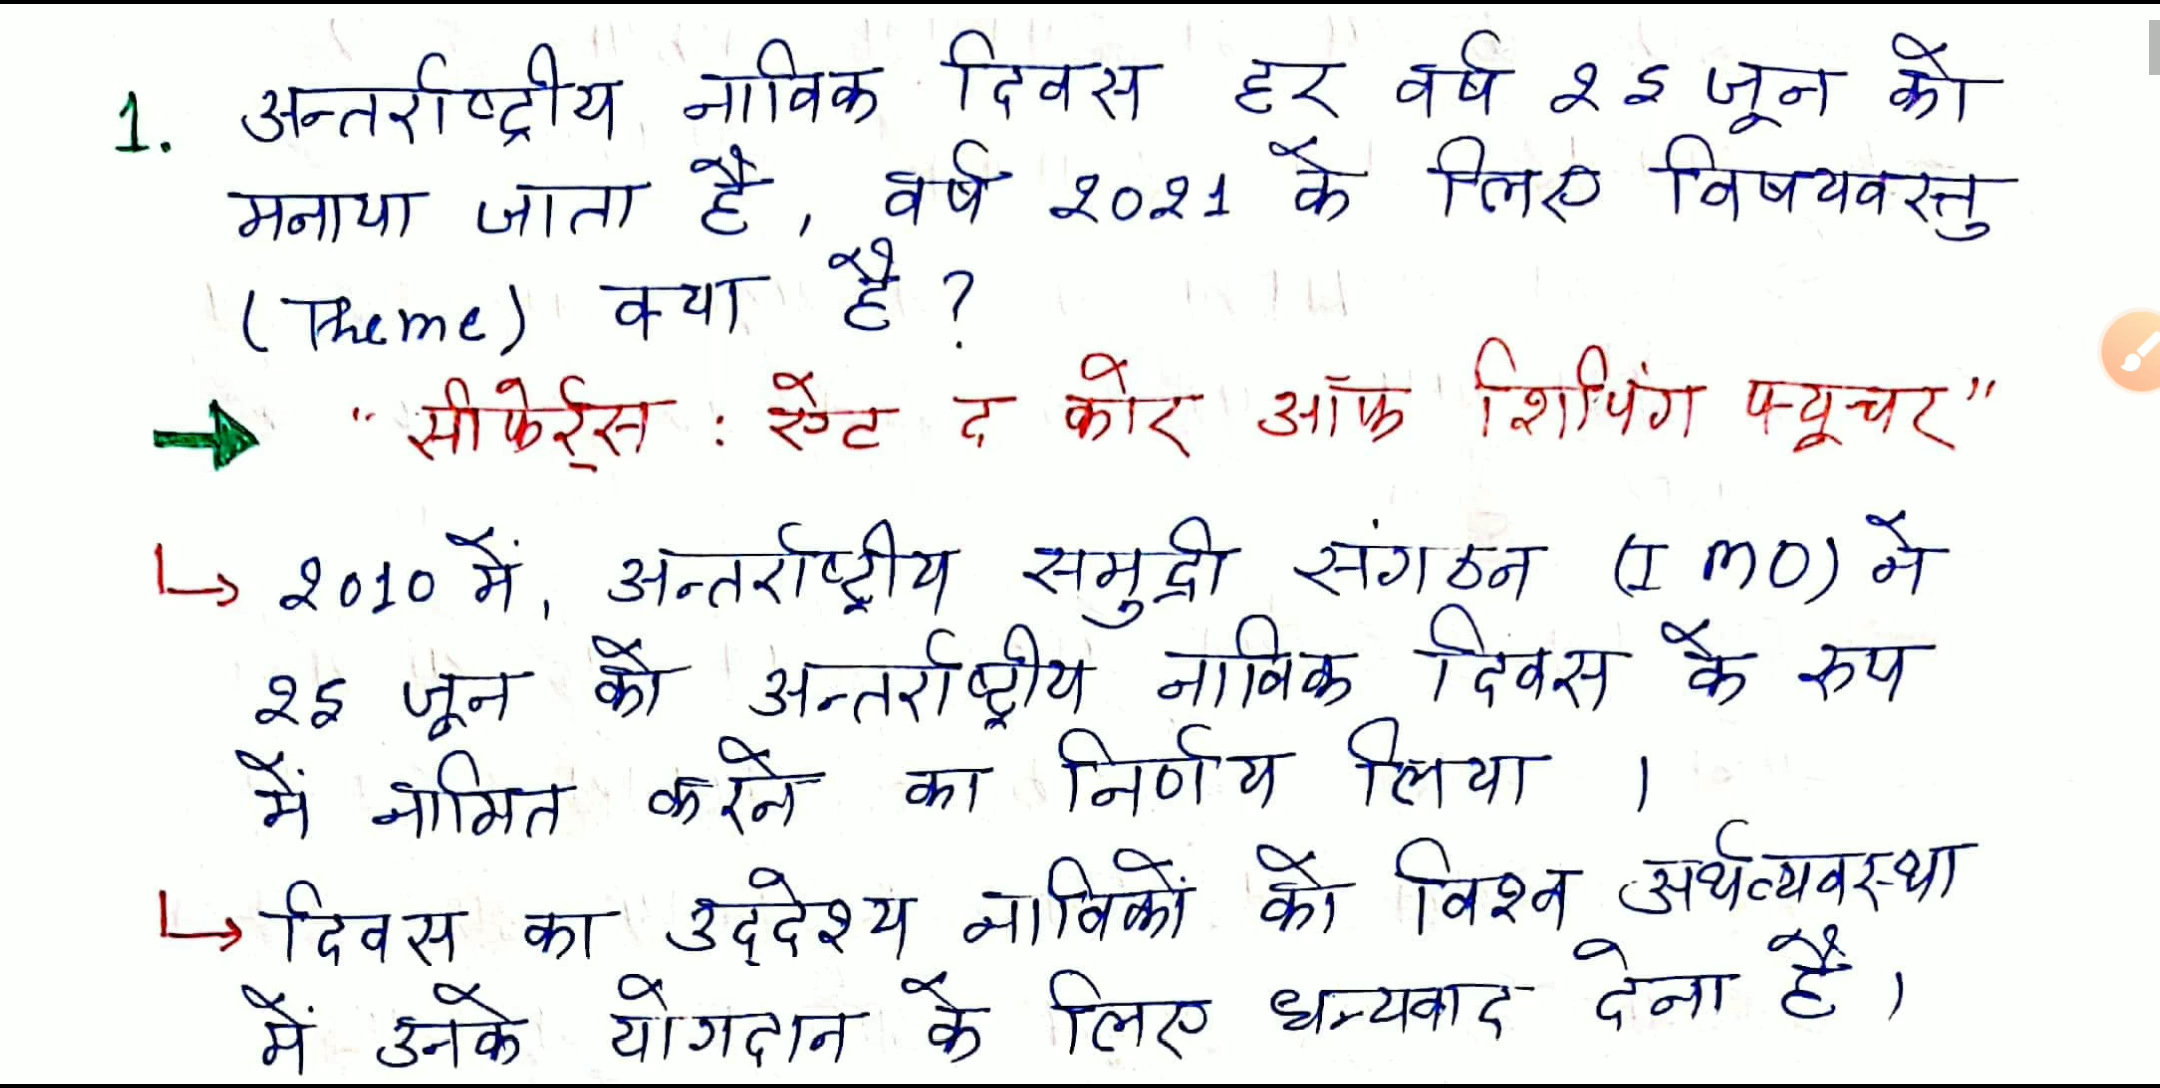 1. अन्तर्राष्ट्रीय नाविक दिवस हर वर्ष 25 जून को
मनाया जाता है, वर्ष 2021 के लिए विषयवस्तु
(Theme) क्या है ?
→ "सीफेरर्स : ऐट द कोर ऑफ शिपिंग फ्यूचर"
↳ 2010 में, अन्तर्राष्ट्रीय समुद्री संगठन (IMO) ने
25 जून को अन्तर्राष्ट्रीय नाविक दिवस के रुप
में नामित करने का निर्णय लिया ।
↳ दिवस का उद्देश्य नाविकों को विश्व अर्थव्यवस्था
में उनके योगदान के लिए धन्यवाद देना है ।